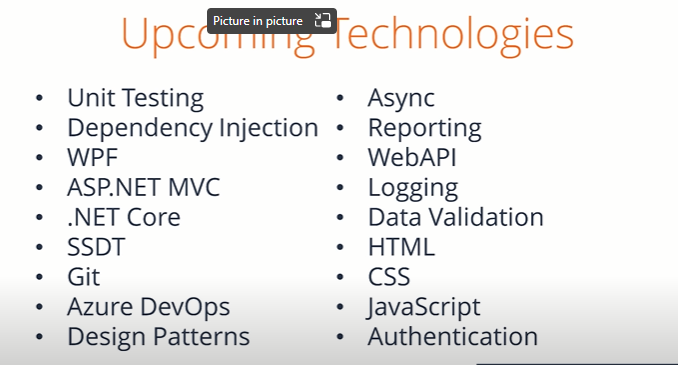 Picture in picture
Upcoming Technologies
• Unit Testing
• Dependency Injection
• WPF
• ASP.NET MVC
• .NET Core
• SSDT
• Git
• Azure DevOps
• Design Patterns
• Async
• Reporting
• WebAPI
• Logging
• Data Validation
• HTML
• CSS
• JavaScript
• Authentication